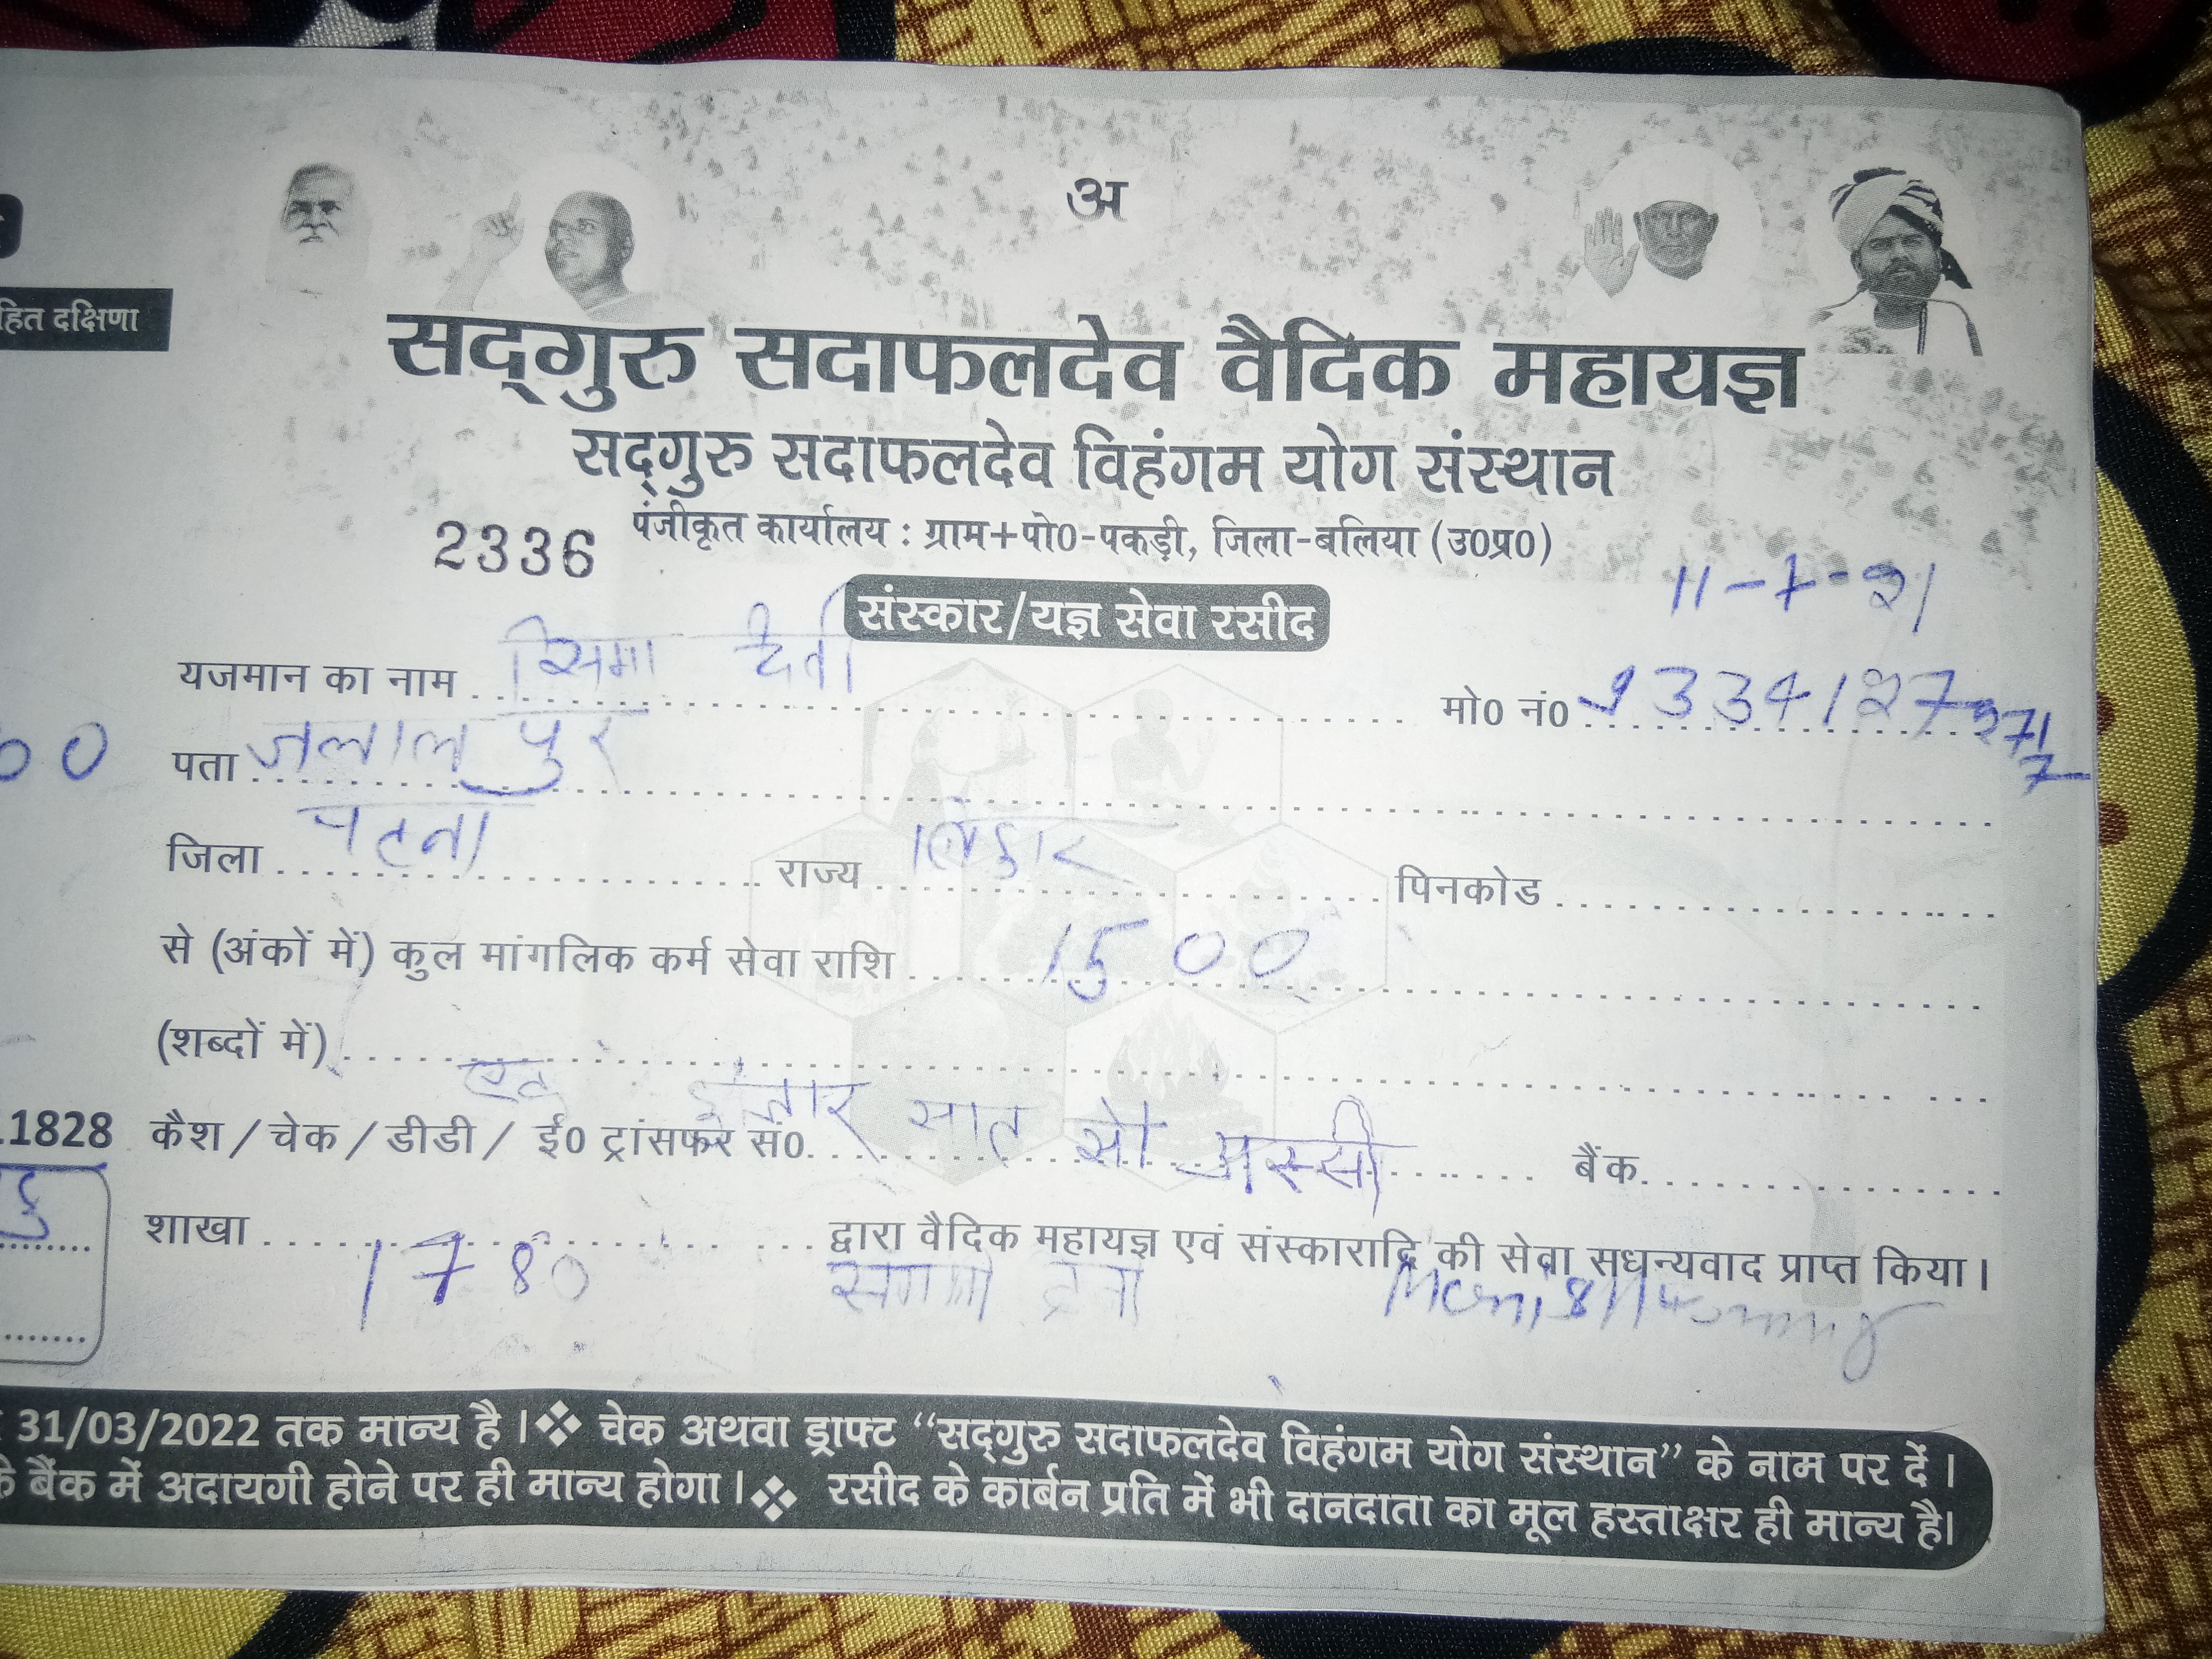 अ
हित दक्षिणा
सद्गुरु सदाफलदेव वैदिक महायज्ञ
सद्गुरु सदाफलदेव विहंगम योग संस्थान
पंजीकृत कार्यालय : ग्राम+पो0-पकड़ी, जिला-बलिया (उ0प्र0)
2336
11-7-21
संस्कार/यज्ञ सेवा रसीद
यजमान का नाम देवी मो0 नं0
00 पता जलालपुर
जिला पटना राज्य बिहार पिनकोड
से (अंकों में) कुल मांगलिक कर्म सेवा राशि 1500
(शब्दों में)
एक हजार सात सौ अस्सी
.1828 कैश / चेक / डीडी / ई0 ट्रांसफर सं0. बैंक
शाखा द्वारा वैदिक महायज्ञ एवं संस्कारादि की सेवा सधन्यवाद प्राप्त किया।
1780
31/03/2022 तक मान्य है। ❖ चेक अथवा ड्राफ्ट “सद्गुरु सदाफलदेव विहंगम योग संस्थान” के नाम पर दें।
बैंक में अदायगी होने पर ही मान्य होगा। ❖ रसीद के कार्बन प्रति में भी दानदाता का मूल हस्ताक्षर ही मान्य है।